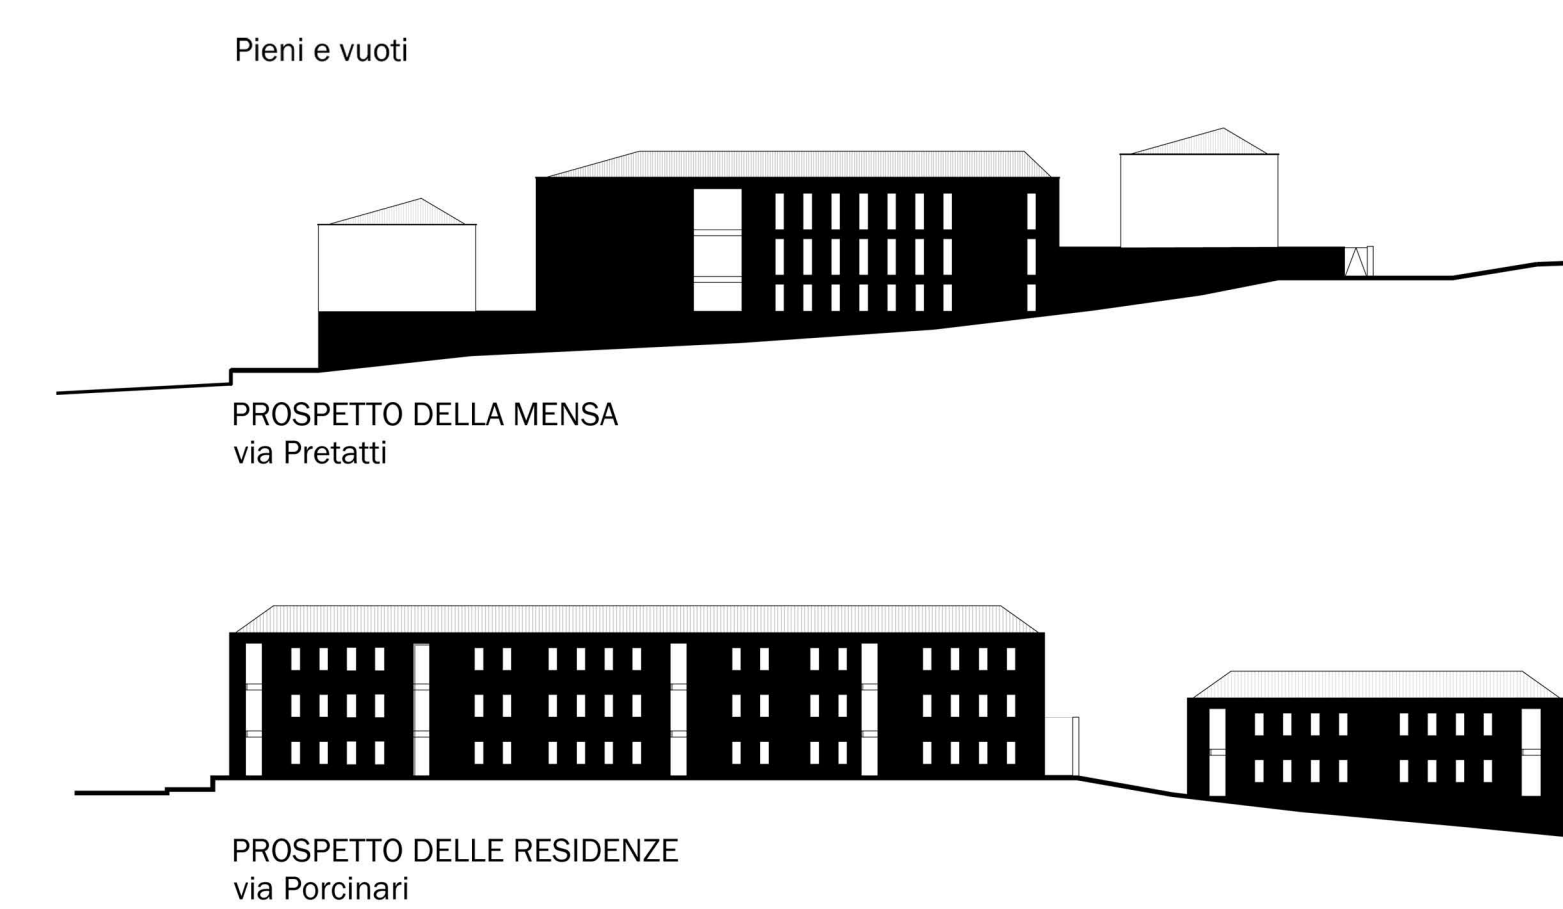 Pieni e vuoti
PROSPETTO DELLA MENSA
via Pretatti
PROSPETTO DELLE RESIDENZE
via Porcinari